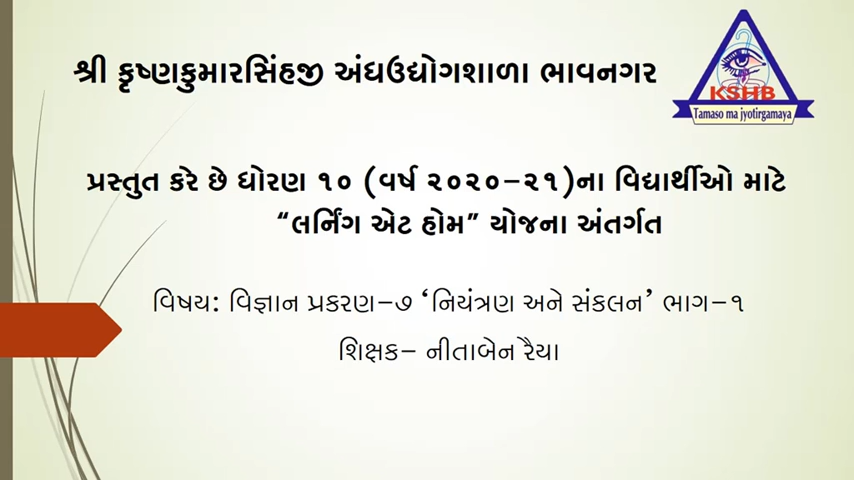 શ્રી કૃષ્ણકુમારસિંહજી અંધઉદ્યોગશાળા ભાવનગર
KSHB
Tamaso ma jyotirgamaya
પ્રસ્તુત કરે છે ધોરણ ૧૦ (વર્ષ ૨૦૨૦–૨૧)ના વિદ્યાર્થીઓ માટે
“લર્નિંગ એટ હોમ” યોજના અંતર્ગત
વિષય: વિજ્ઞાન પ્રકરણ–૭ ‘નિયંત્રણ અને સંકલન’ ભાગ–૧
શિક્ષક– નીતાબેન રૈયા